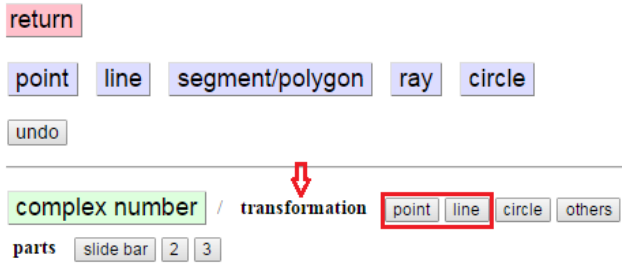 return
point line segment/polygon ray circle
undo
complex number / transformation point line circle others
parts slide bar 2 3